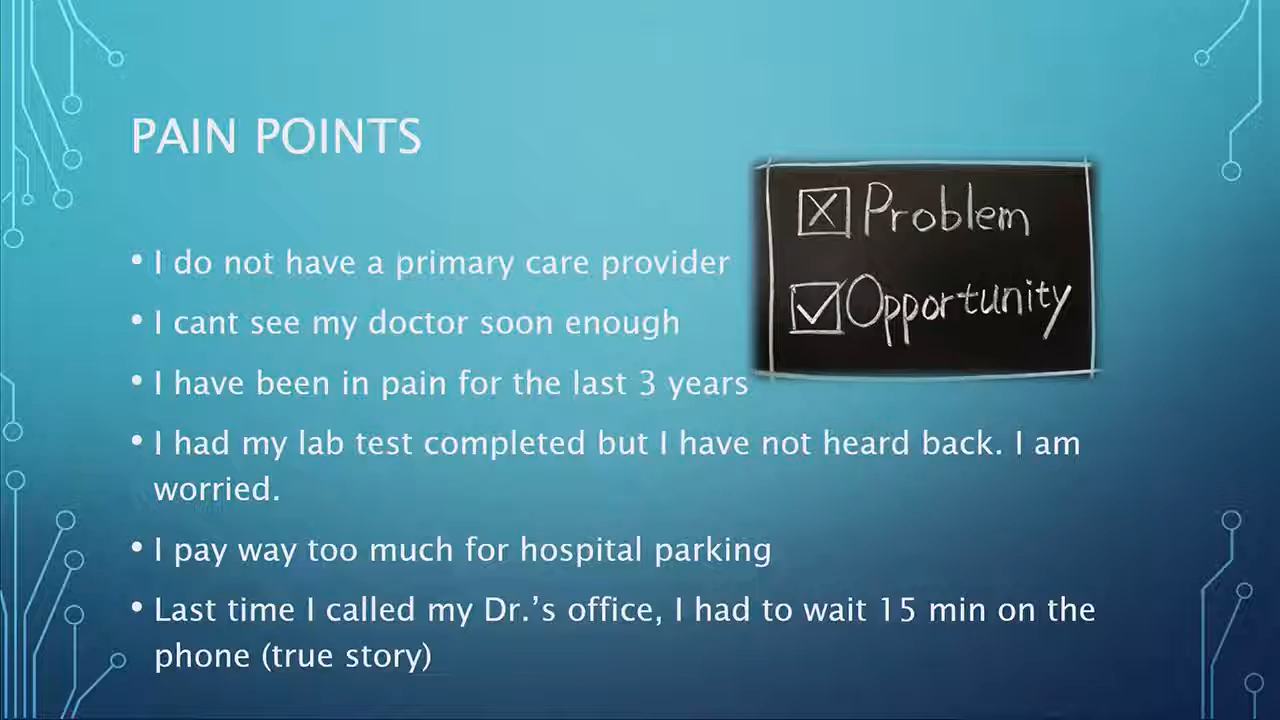 PAIN POINTS
Problem
Opportunity
• I do not have a primary care provider
• I cant see my doctor soon enough
• I have been in pain for the last 3 years
• I had my lab test completed but I have not heard back. I am
worried.
• I pay way too much for hospital parking
• Last time I called my Dr.’s office, I had to wait 15 min on the
phone (true story)